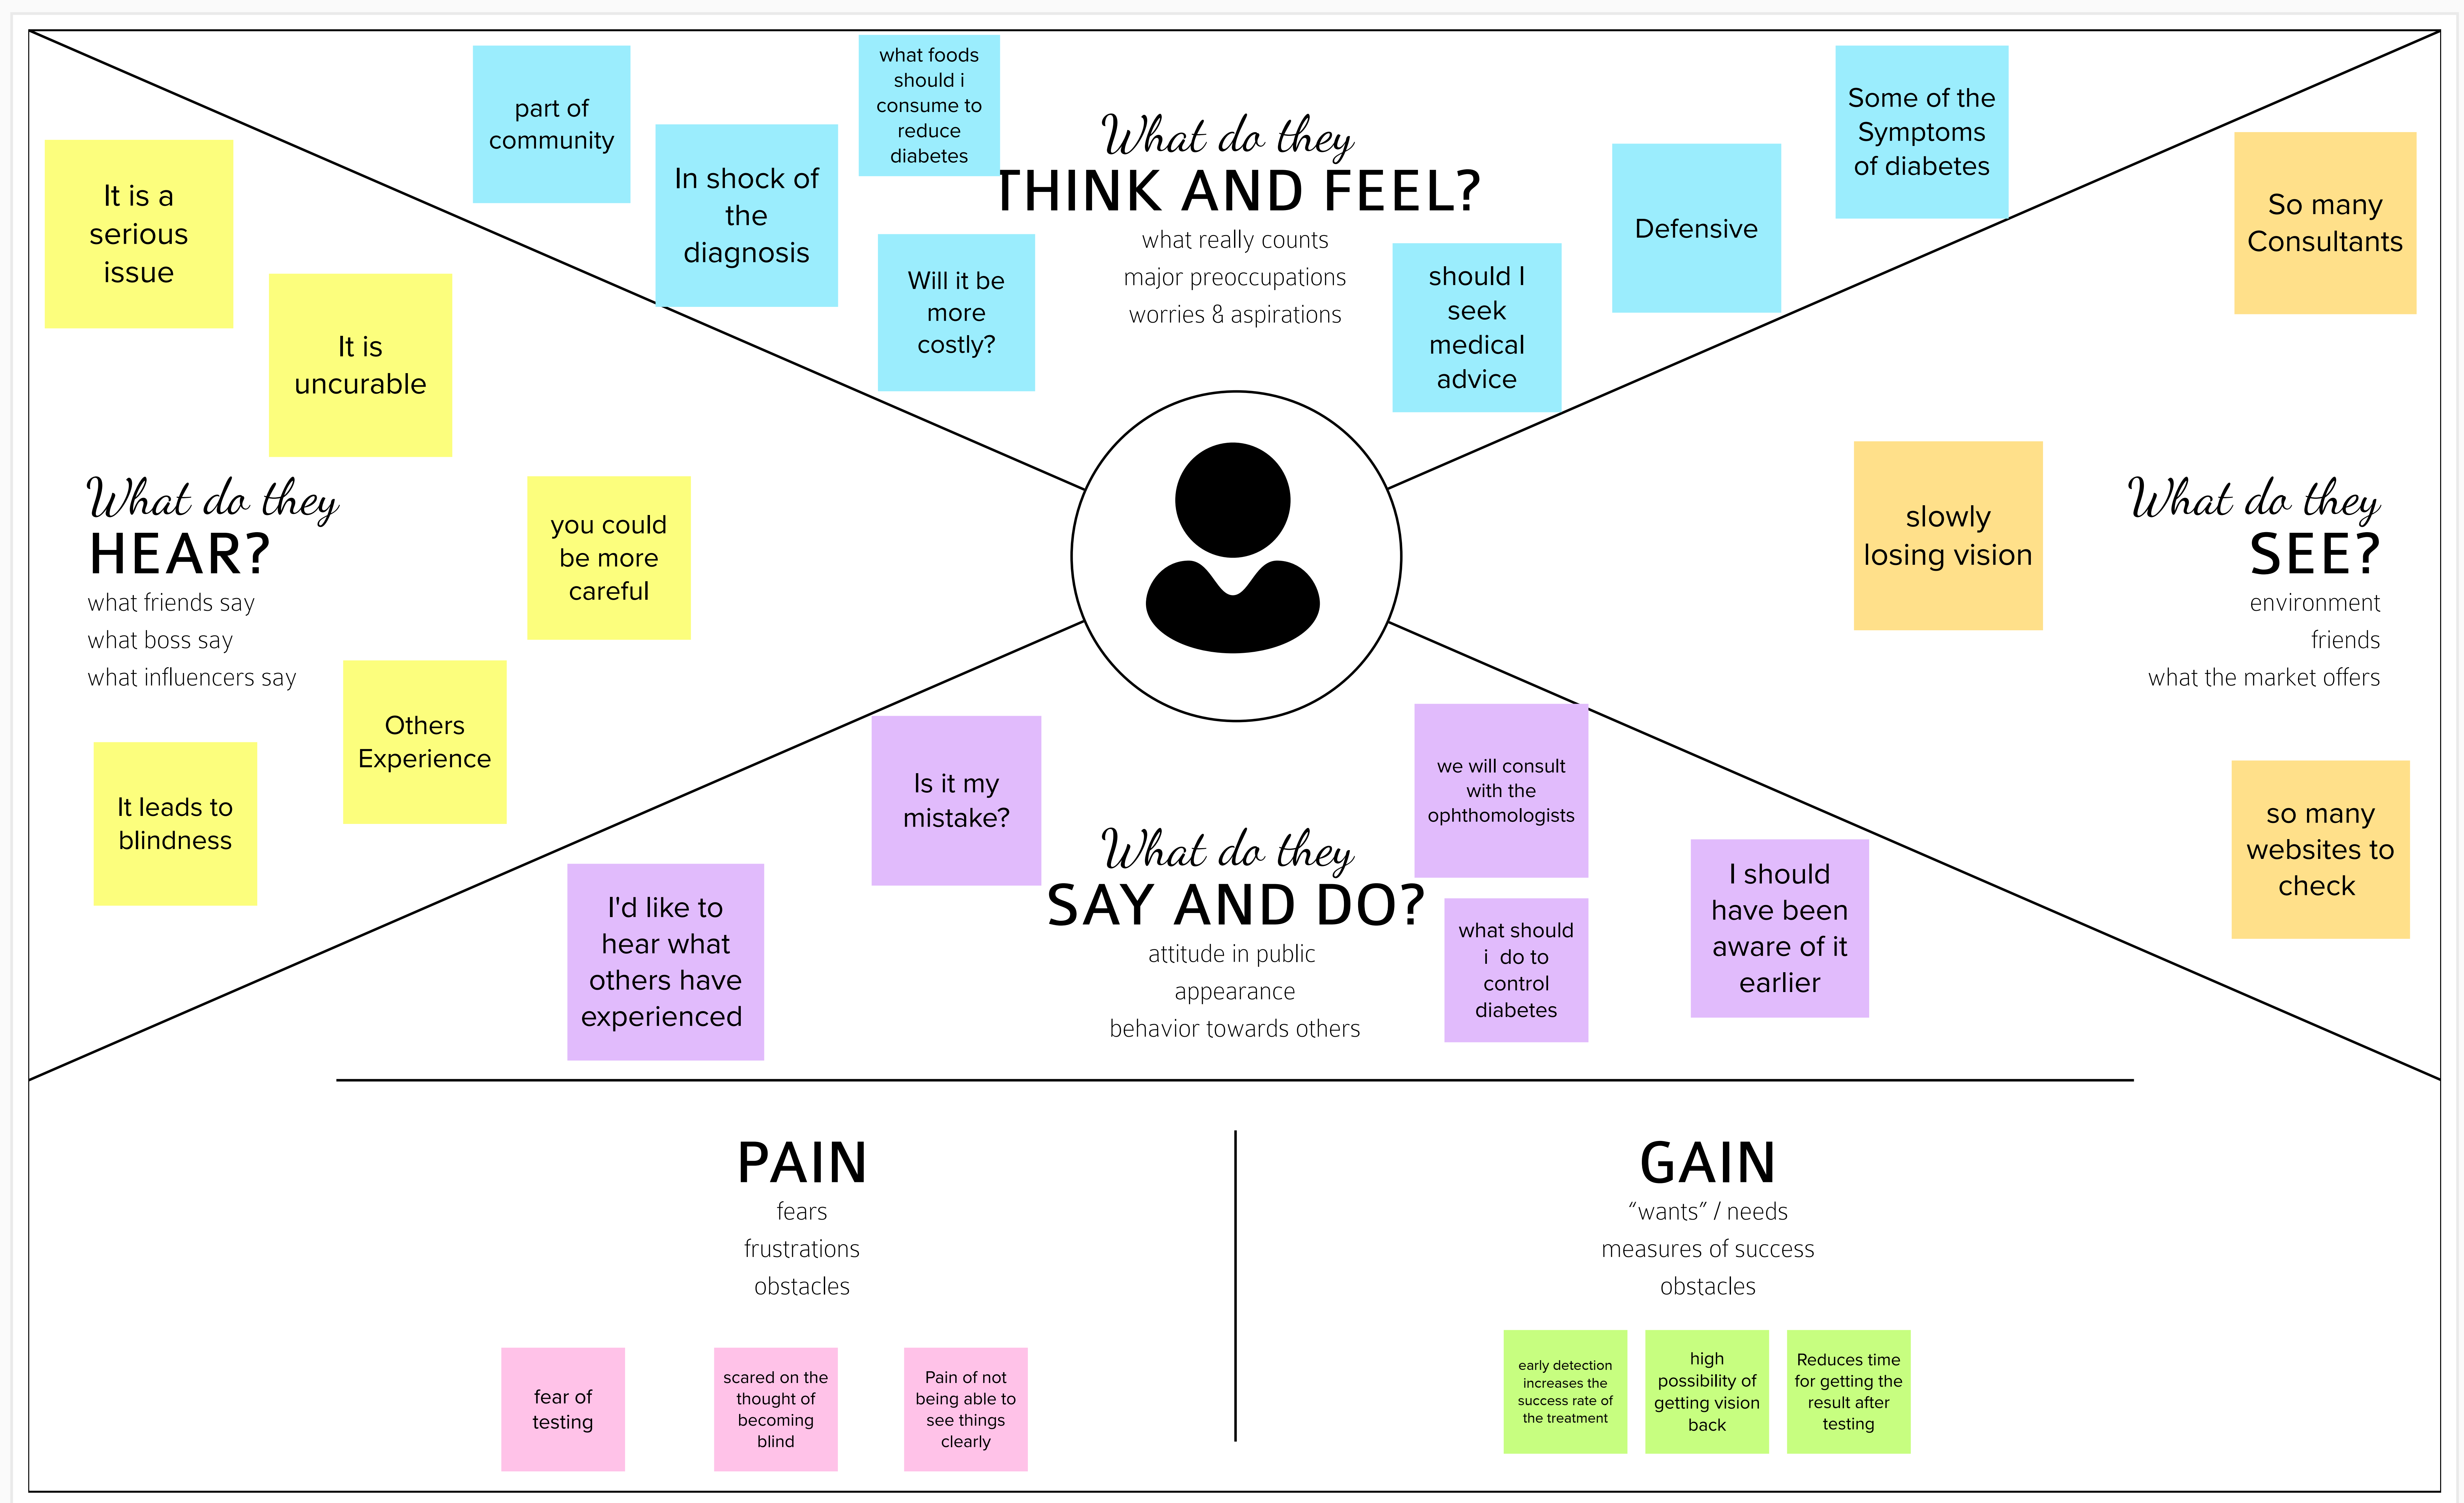 part of
community
In shock of
the
diagnosis
what foods
should i
consume to
reduce
diabetes
Will it be
more
costly?
What do they
THINK AND FEEL?
what really counts
major preoccupations
worries & aspirations
should I
seek
medical
advice
Defensive
Some of the
Symptoms
of diabetes
It is a
serious
issue
It is
uncurable
What do they
HEAR?
what friends say
what boss say
what influencers say
you could
be more
careful
Others
Experience
It leads to
blindness
So many
Consultants
slowly
losing vision
What do they
SEE?
environment
friends
what the market offers
so many
websites to
check
Is it my
mistake?
I'd like to
hear what
others have
experienced
What do they
SAY AND DO?
attitude in public
appearance
behavior towards others
we will consult
with the
ophthomologists
what should
i do to
control
diabetes
I should
have been
aware of it
earlier
PAIN
fears
frustrations
obstacles
fear of
testing
scared on the
thought of
becoming
blind
Pain of not
being able to
see things
clearly
GAIN
“wants” / needs
measures of success
obstacles
early detection
increases the
success rate of
the treatment
high
possibility of
getting vision
back
Reduces time
for getting the
result after
testing